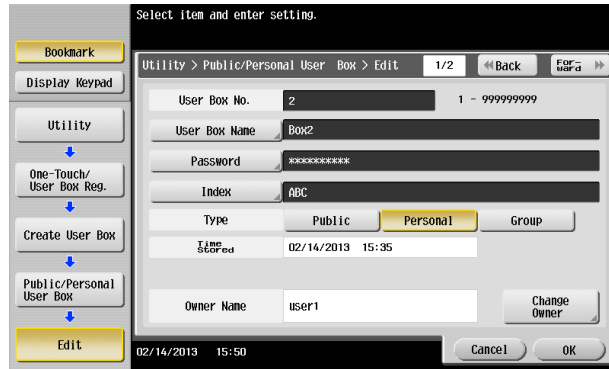 Select item and enter setting.
Bookmark
Display Keypad
Utility
One-Touch/
User Box Reg.
Create User Box
Public/Personal
User Box
Edit
Utility > Public/Personal User Box > Edit 1/2 Back For-
ward
User Box No. 2 1 - 999999999
User Box Name Box2
Password **********
Index ABC
Type Public Personal Group
Time
Stored 02/14/2013 15:35
Owner Name user1 Change
Owner
02/14/2013 15:50 Cancel OK